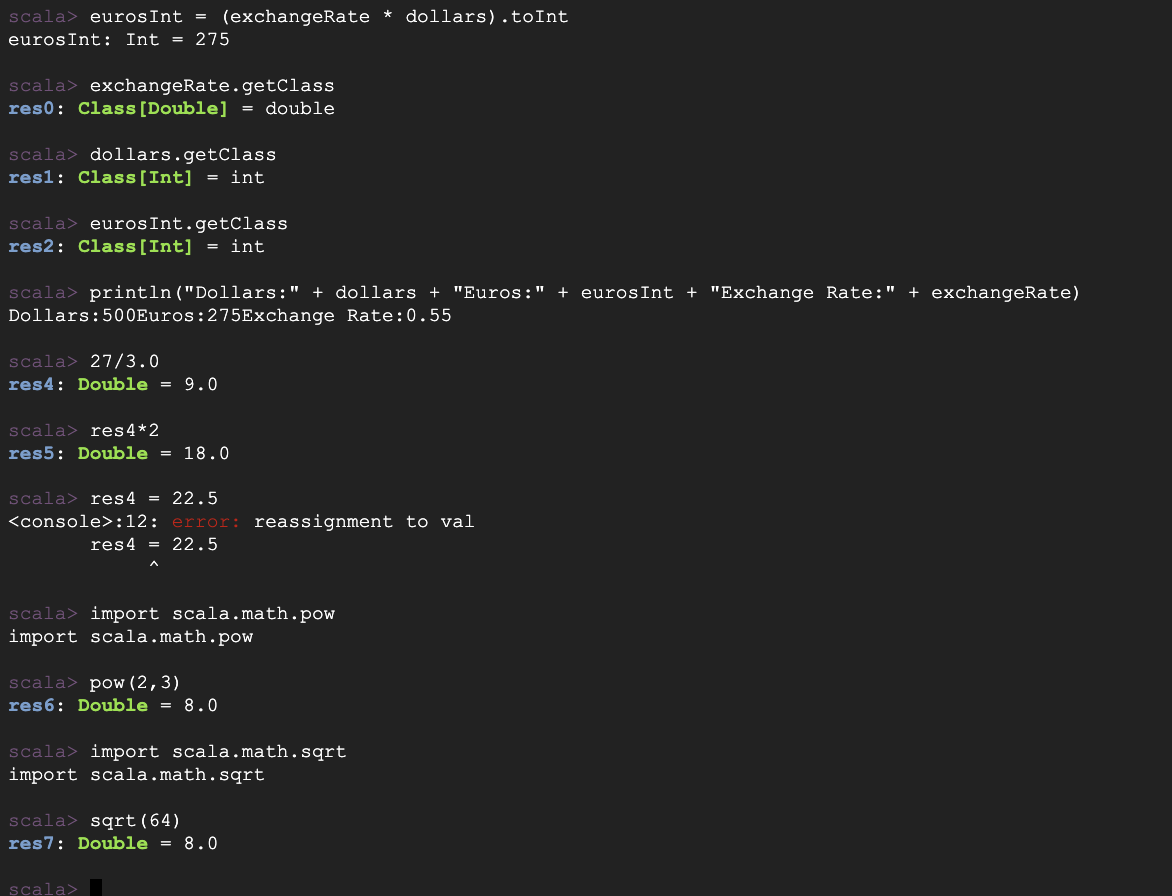 scala> eurosInt = (exchangeRate * dollars).toInt
eurosInt: Int = 275
scala> exchangeRate.getClass
res0: Class[Double] = double
scala> dollars.getClass
res1: Class[Int] = int
scala> eurosInt.getClass
res2: Class[Int] = int
scala> println("Dollars:" + dollars + "Euros:" + eurosInt + "Exchange Rate:" + exchangeRate)
Dollars:500Euros:275Exchange Rate:0.55
scala> 27/3.0
res4: Double = 9.0
scala> res4*2
res5: Double = 18.0
scala> res4 = 22.5
<console>:12: error: reassignment to val
       res4 = 22.5
            ^
scala> import scala.math.pow
import scala.math.pow
scala> pow(2,3)
res6: Double = 8.0
scala> import scala.math.sqrt
import scala.math.sqrt
scala> sqrt(64)
res7: Double = 8.0
scala>